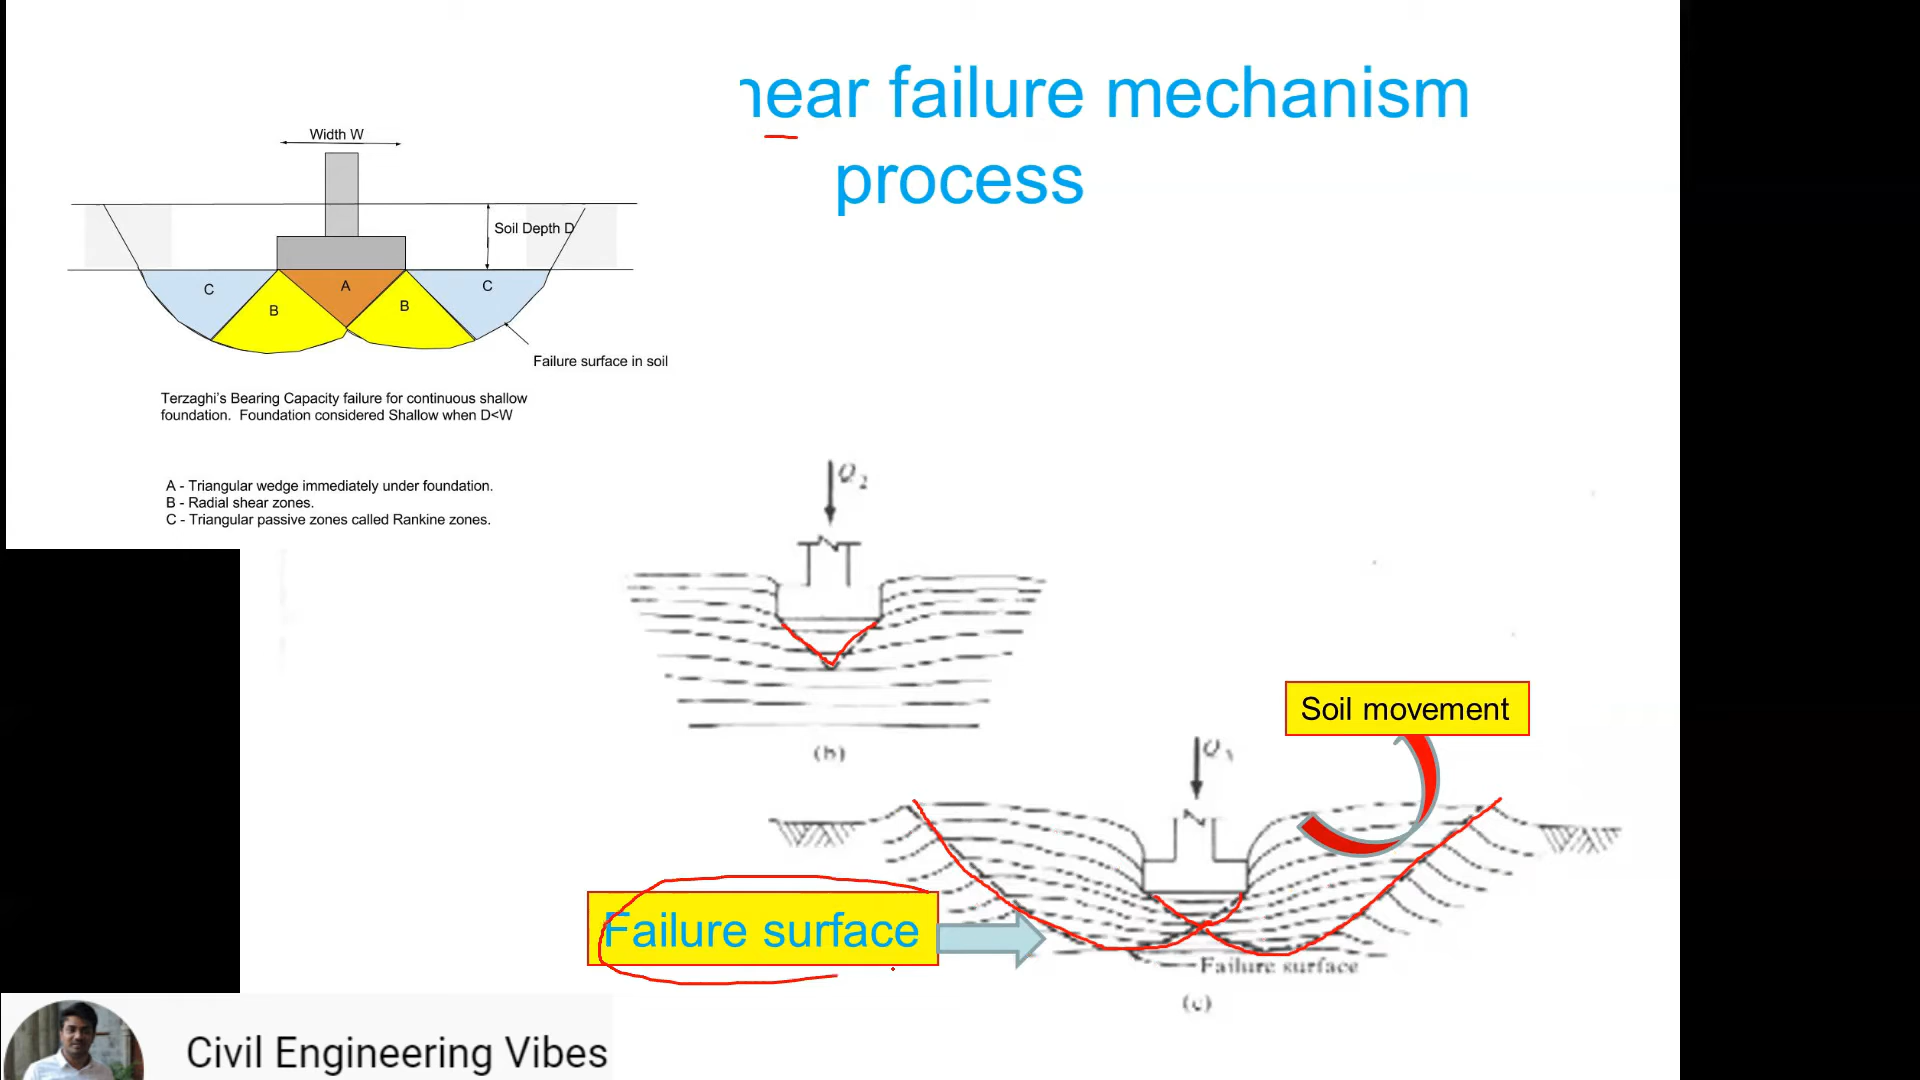 hear failure mechanism
process
Width W
Soil Depth D
C
B
A
B
C
Failure surface in soil
Terzaghi's Bearing Capacity failure for continuous shallow
foundation. Foundation considered Shallow when D<W
A - Triangular wedge immediately under foundation.
B - Radial shear zones.
C - Triangular passive zones called Rankine zones.
Q2
(b)
Soil movement
Q
Failure surface
Failure surface
(c)
Civil Engineering Vibes